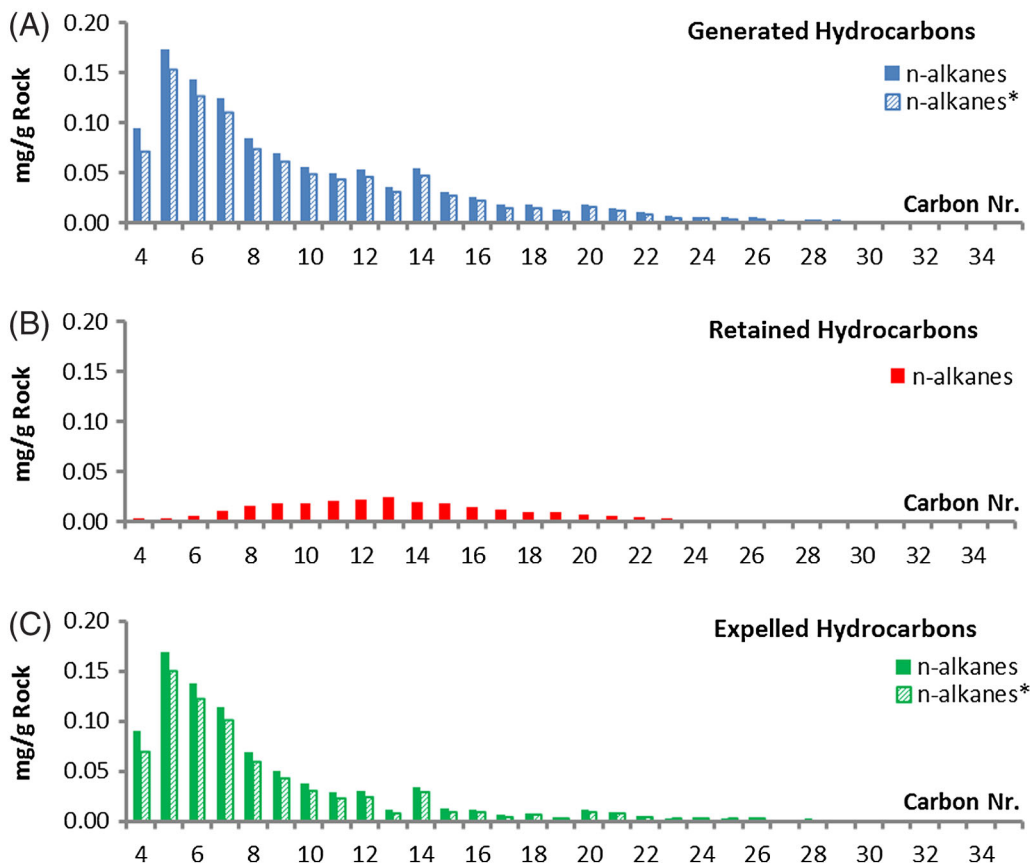 (A)
Generated Hydrocarbons
n-alkanes
n-alkanes*
mg/g Rock
0.20
0.15
0.10
0.05
0.00
Carbon Nr.
4 6 8 10 12 14 16 18 20 22 24 26 28 30 32 34
(B)
Retained Hydrocarbons
n-alkanes
mg/g Rock
0.20
0.15
0.10
0.05
0.00
Carbon Nr.
4 6 8 10 12 14 16 18 20 22 24 26 28 30 32 34
(C)
Expelled Hydrocarbons
n-alkanes
n-alkanes*
mg/g Rock
0.20
0.15
0.10
0.05
0.00
Carbon Nr.
4 6 8 10 12 14 16 18 20 22 24 26 28 30 32 34